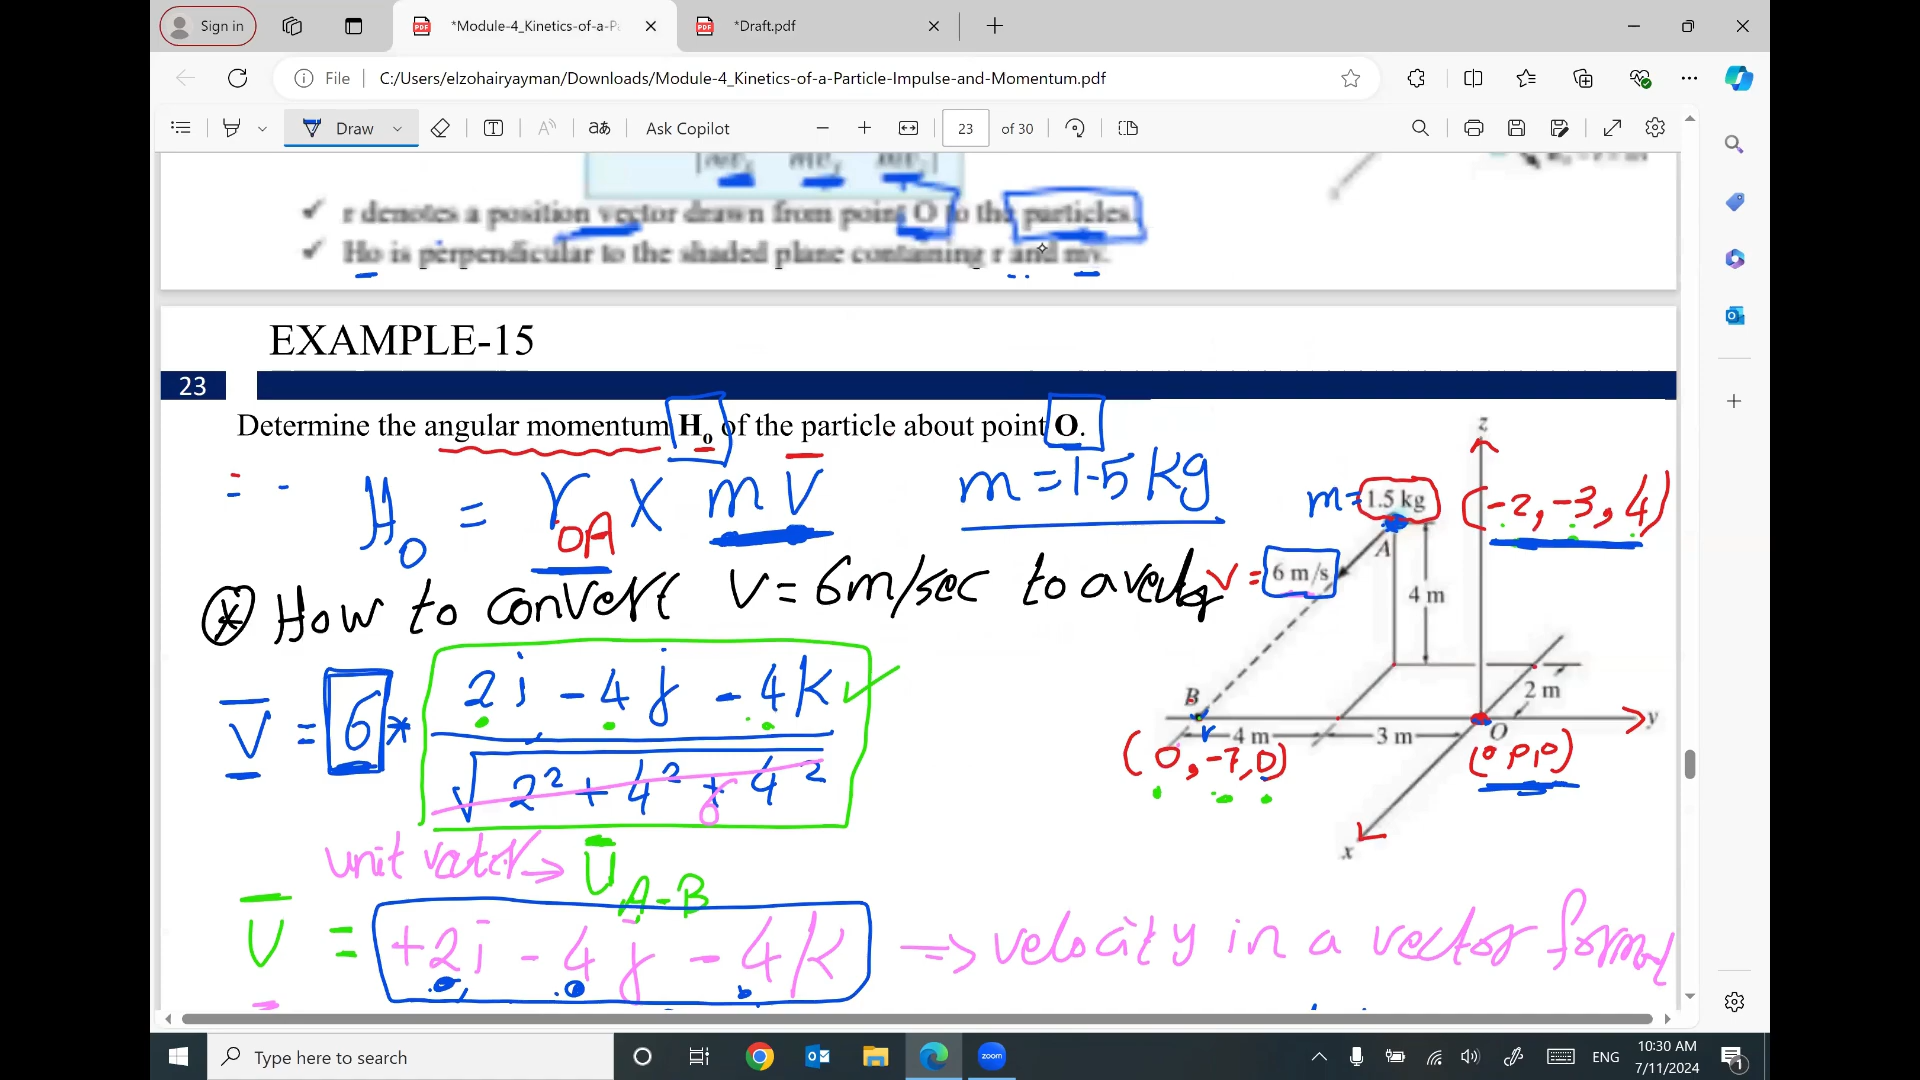 Sign in
*Module-4_Kinetics-of-a-Pa
*Draft.pdf
File
C:/Users/elzohairyayman/Downloads/Module-4_Kinetics-of-a-Particle-Impulse-and-Momentum.pdf
Draw
Ask Copilot
23
of 30
✓ r denotes a position vector drawn from point O to the particles.
✓ Ho is perpendicular to the shaded plane containing r and mv.
EXAMPLE-15
23
Determine the angular momentum Ho of the particle about point O.
HO = rOA X m V
m = 1.5 kg
m= 1.5 kg
(-2, -3, 4)
z
A
V = 6 m/s
4 m
* How to convert V = 6m/sec to a vector
V = 6 *
2i - 4j - 4k
√ 2² + 4² + 4²
6
unit vector → U A-B
B
r
4 m
3 m
2 m
O
y
x
(0, -7, 0)
(0,0,0)
V = +2i - 4j - 4k ⇒ velocity in a vector format
Type here to search
zoom
ENG
10:30 AM
7/11/2024
1